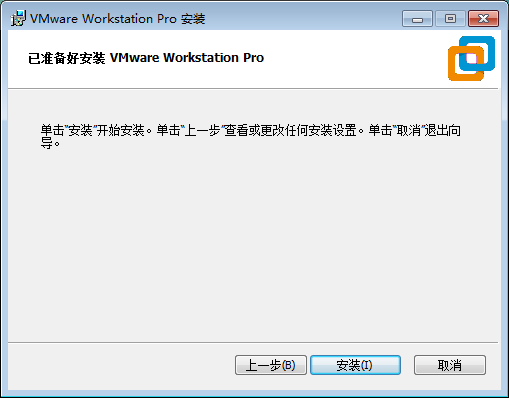 VMware Workstation Pro 安装
已准备好安装 VMware Workstation Pro
单击“安装”开始安装。单击“上一步”查看或更改任何安装设置。单击“取消”退出向
导。
上一步(B)
安装(I)
取消